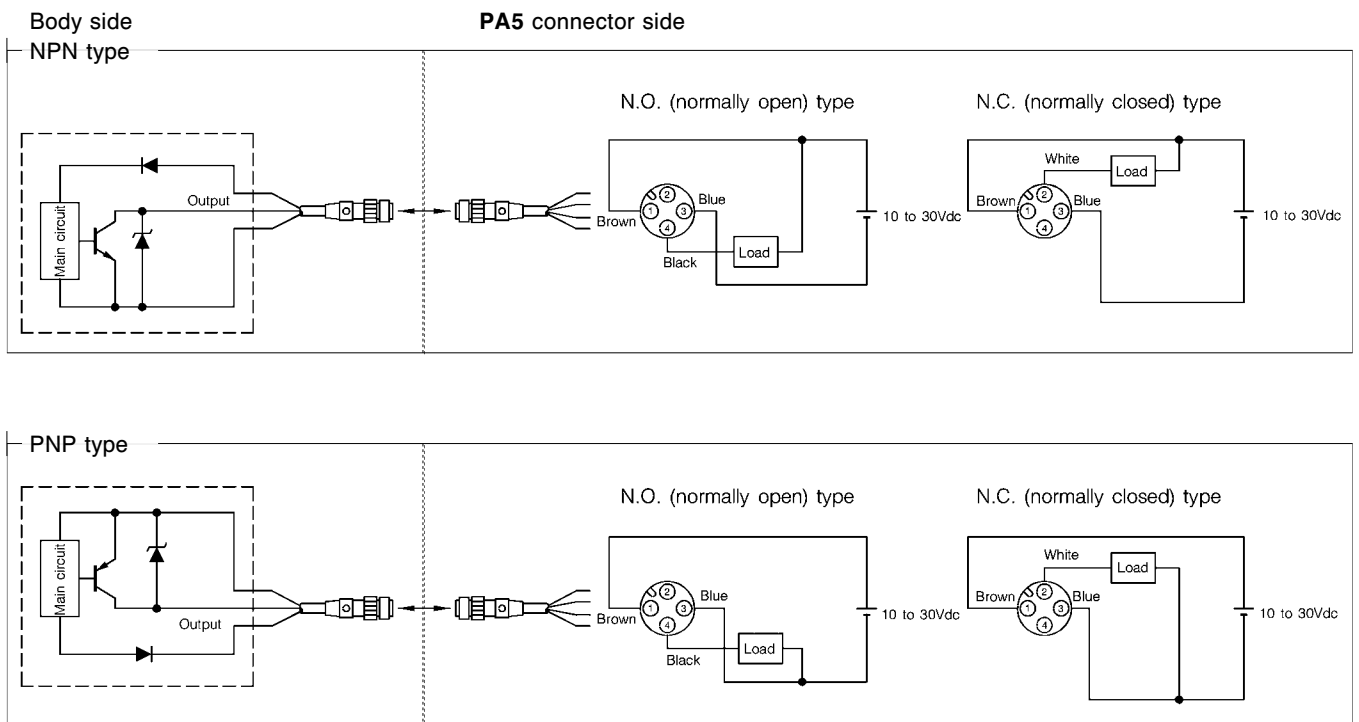 Body side
PA5 connector side
NPN type
N.O. (normally open) type
N.C. (normally closed) type
Main circuit
Output
Brown
1
2
3
4
Blue
Black
Load
10 to 30Vdc
White
Load
Brown
1
2
3
4
Blue
10 to 30Vdc
PNP type
N.O. (normally open) type
N.C. (normally closed) type
Main circuit
Output
Brown
1
2
3
4
Blue
Black
Load
10 to 30Vdc
White
Load
Brown
1
2
3
4
Blue
10 to 30Vdc